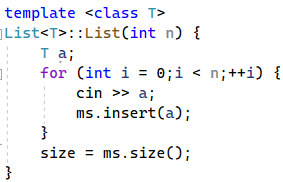 template <class T>
List<T>::List(int n) {
    T a;
    for (int i = 0;i < n;++i) {
        cin >> a;
        ms.insert(a);
    }
    size = ms.size();
}